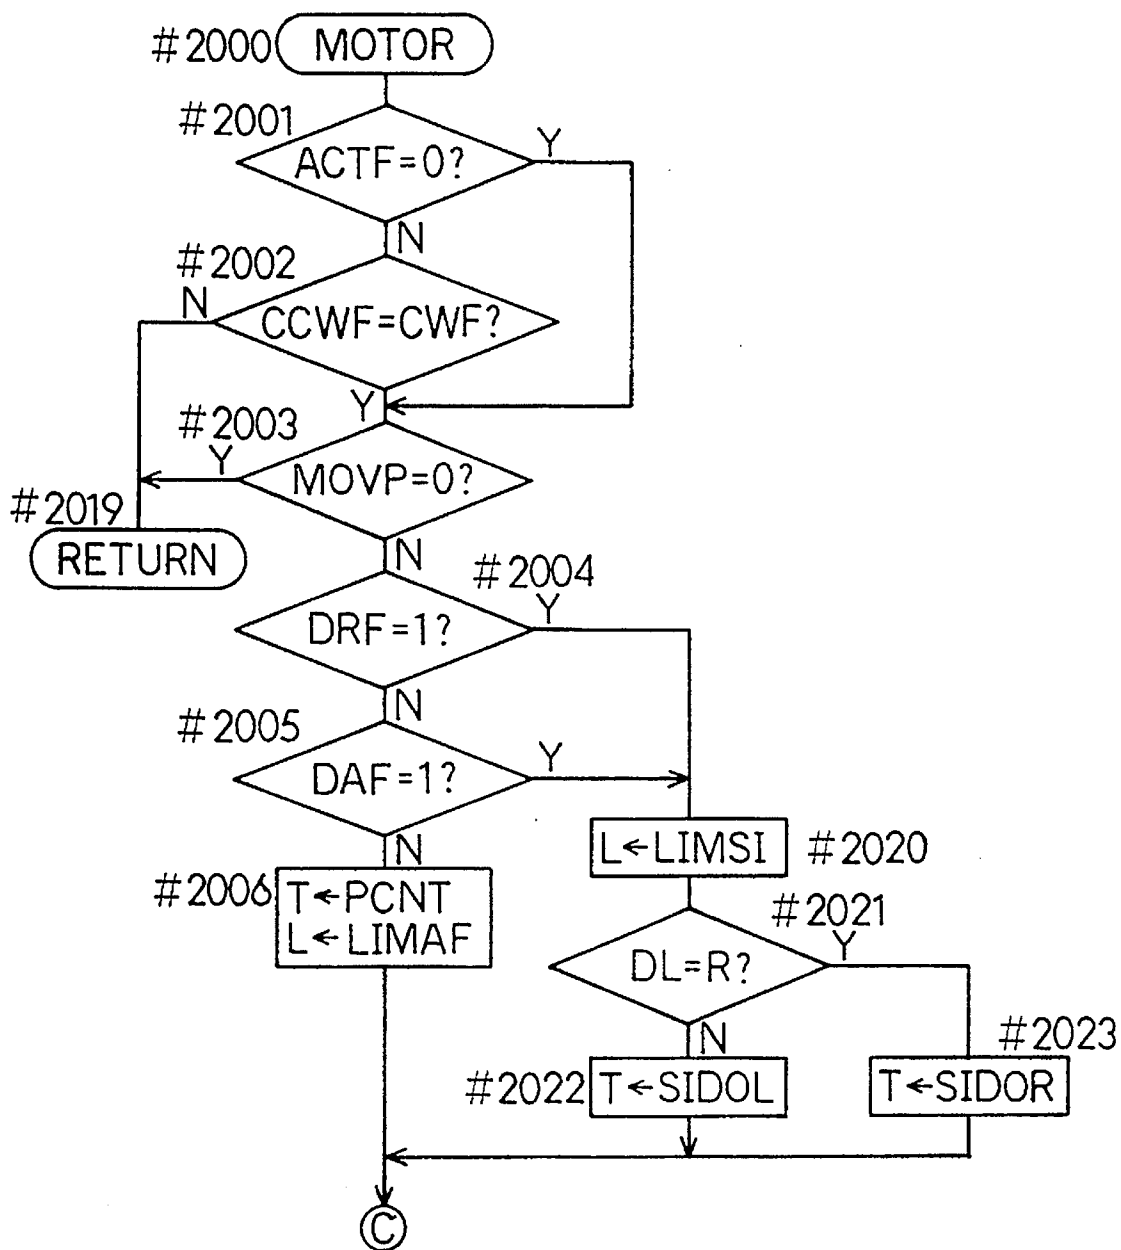 #2000 MOTOR
#2001
ACTF=0?
Y
N
#2002
N
CCWF=CWF?
Y
#2003
Y
MOVP=0?
#2019
RETURN
N
#2004
Y
DRF=1?
N
#2005
Y
DAF=1?
N
#2006
T←PCNT
L←LIMAF
L←LIMSI #2020
#2021
Y
DL=R?
N
#2022 T←SIDOL
#2023
T←SIDOR
C